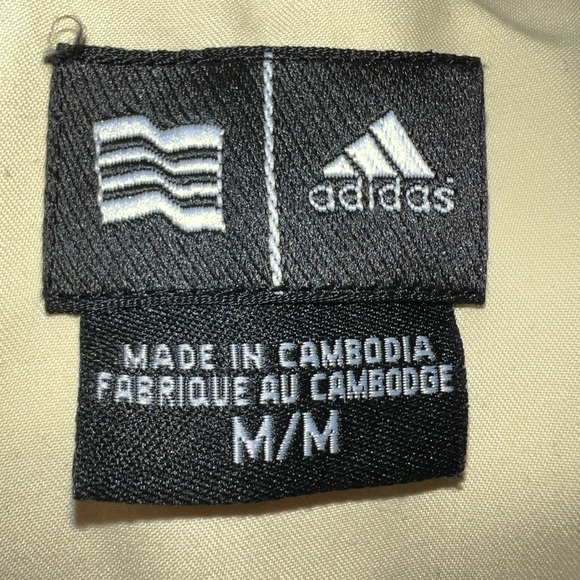 adidas
MADE IN CAMBODIA
FABRIQUE AU CAMBODGE
M/M